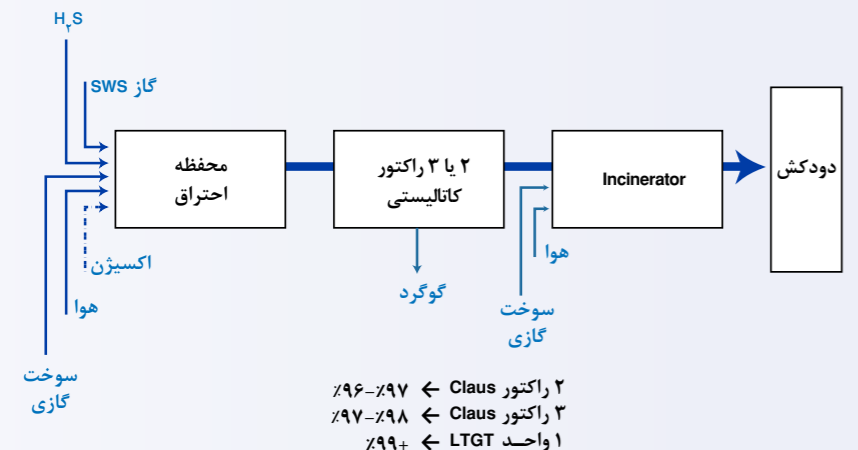 H₂S
گاز SWS
محفظه
احتراق
۲ یا ۳ راکتور
کاتالیستی
Incinerator
دودکش
اکسیژن
هوا
سوخت
گازی
گوگرد
هوا
سوخت
گازی
۲ راکتور Claus ← ۹۷٪-۹۶٪
۳ راکتور Claus ← ۹۸٪-۹۷٪
۱ واحـد LTGT ← +۹۹٪